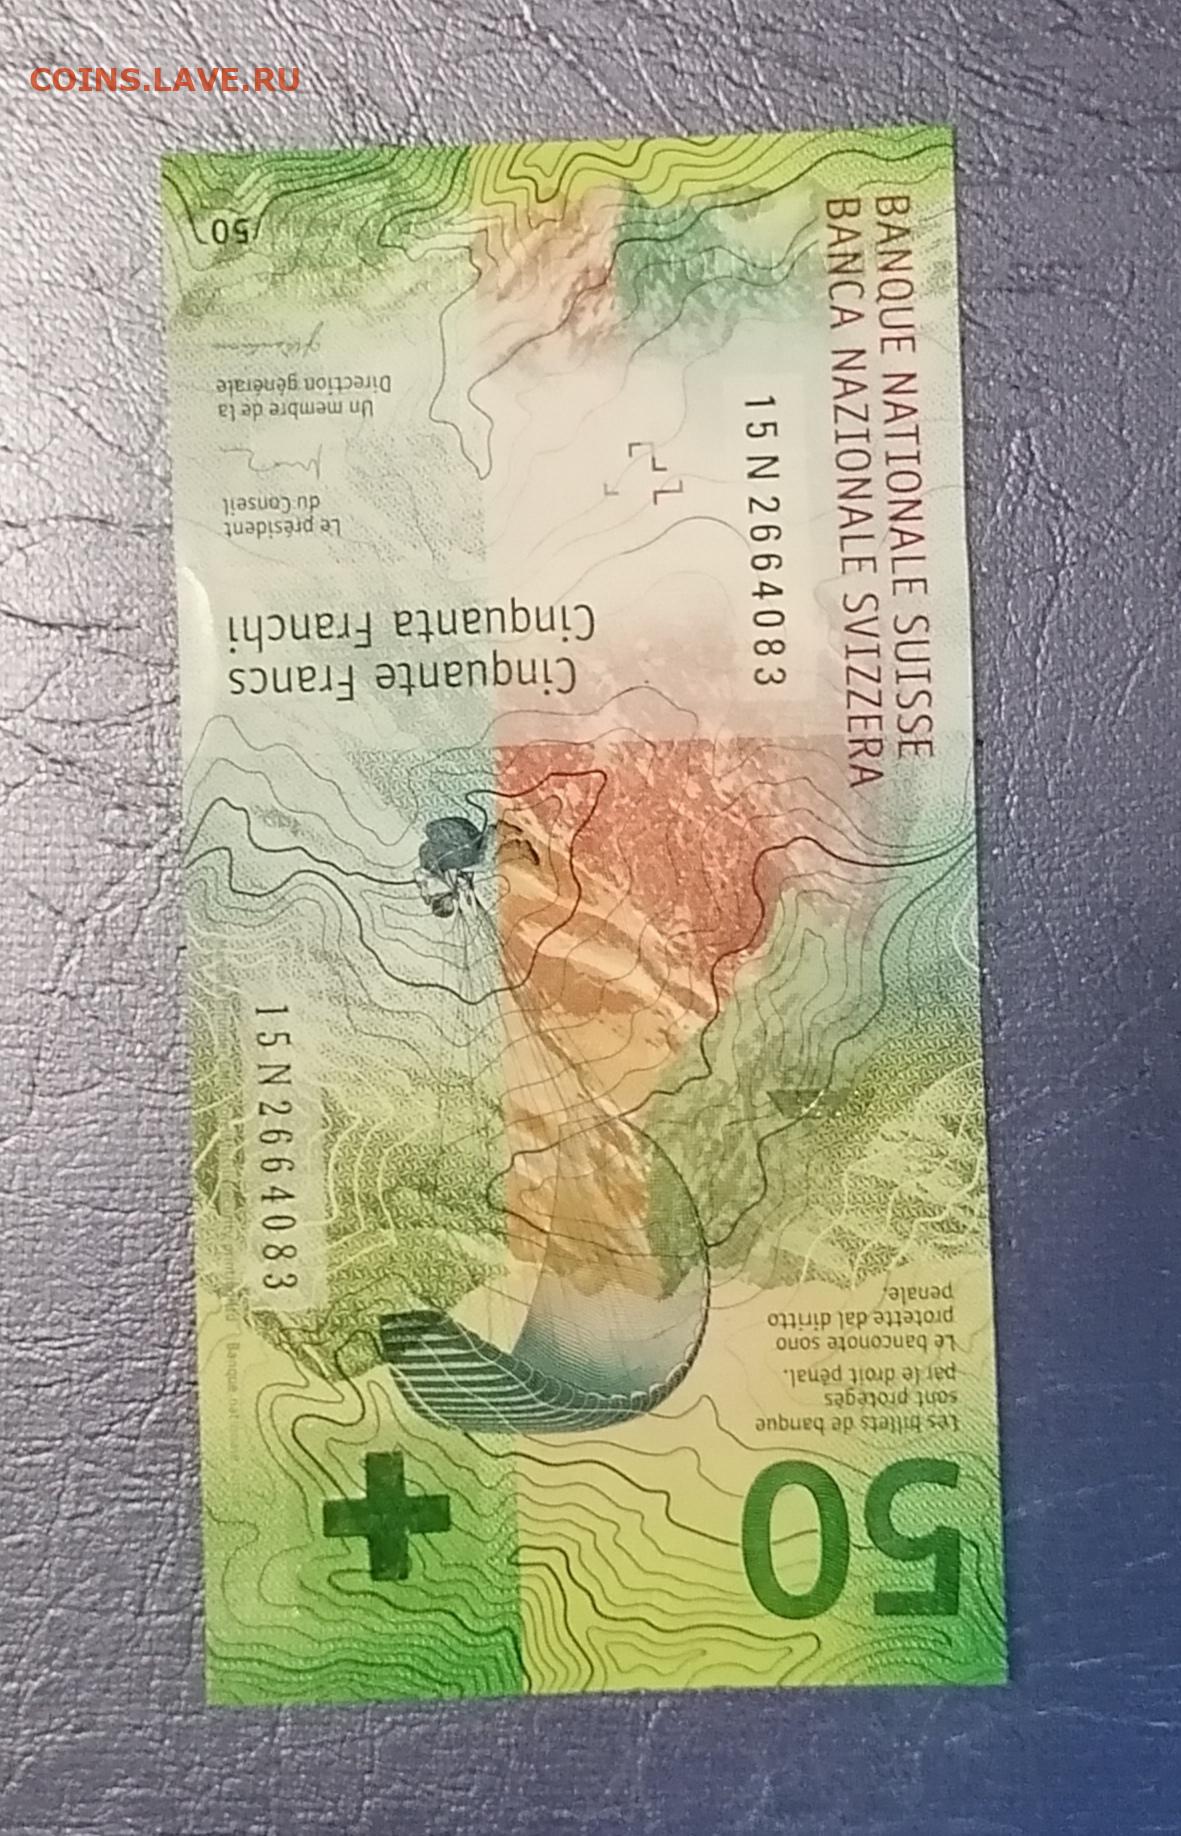 COINS.LAVE.RU
50
Les billets de banque
sont protégés
par le droit pénal.
Le banconote sono
protette dal diritto
penale.
BANQUE NATIONALE SUISSE
BANCA NAZIONALE SVIZZERA
15N2664083
Cinquante Francs
Cinquanta Franchi
Le président
du Conseil
Un membre de la
Direction générale
50
15N2664083